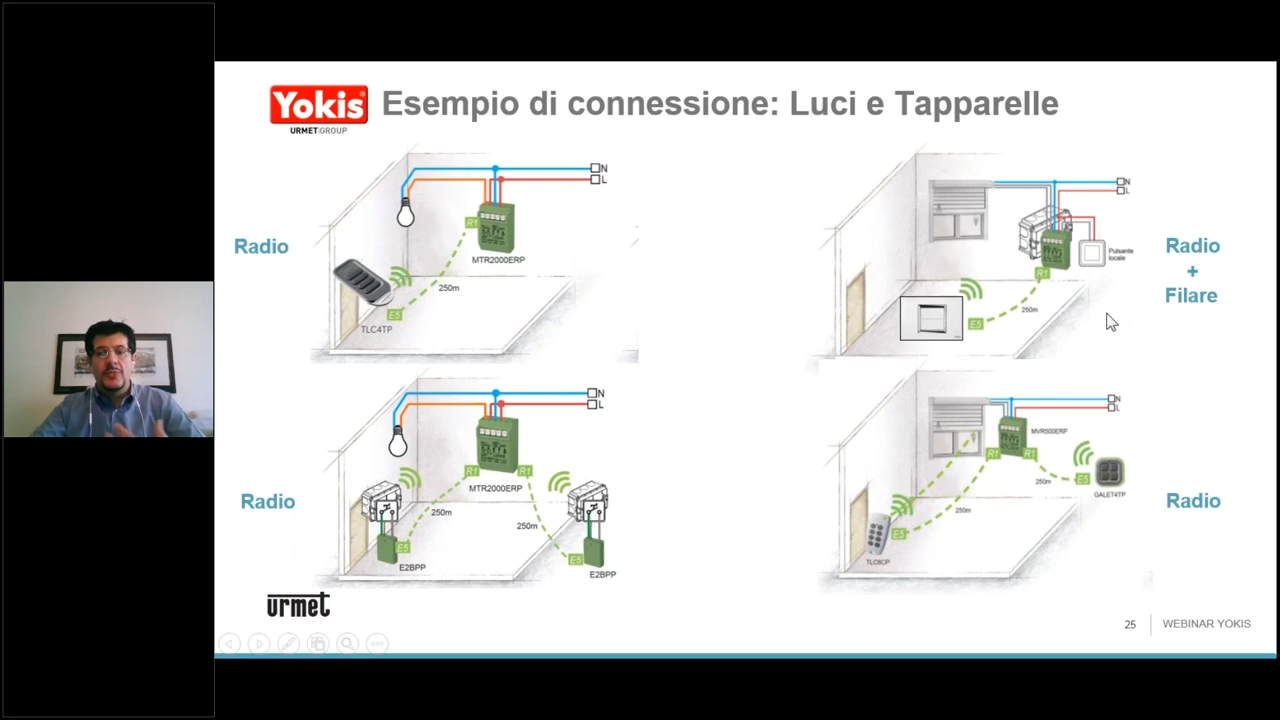 Yokis
URMET GROUP
Esempio di connessione: Luci e Tapparelle
Radio
N
L
R1
MTR2000ERP
250m
E5
TLC4TP
N
L
Pulsante
locale
R1
250m
E5
Radio
+
Filare
Radio
N
L
R1
R1
MTR2000ERP
250m
250m
E5
E2BPP
E5
E2BPP
N
L
MVR500ERP
R1
R1
250m
E5
GALET4TP
250m
E5
TLC8CP
Radio
urmet
25
WEBINAR YOKIS